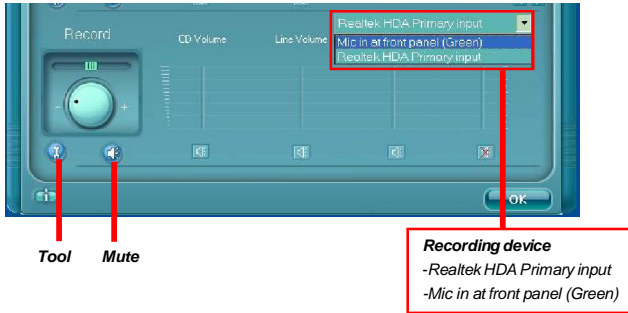 Realtek HDA Primary input
Record
CD Volume
Line Volume
Mic in at front panel (Green)
Realtek HDA Primary input
- +
i
OK
Tool Mute
Recording device
-Realtek HDA Primary input
-Mic in at front panel (Green)